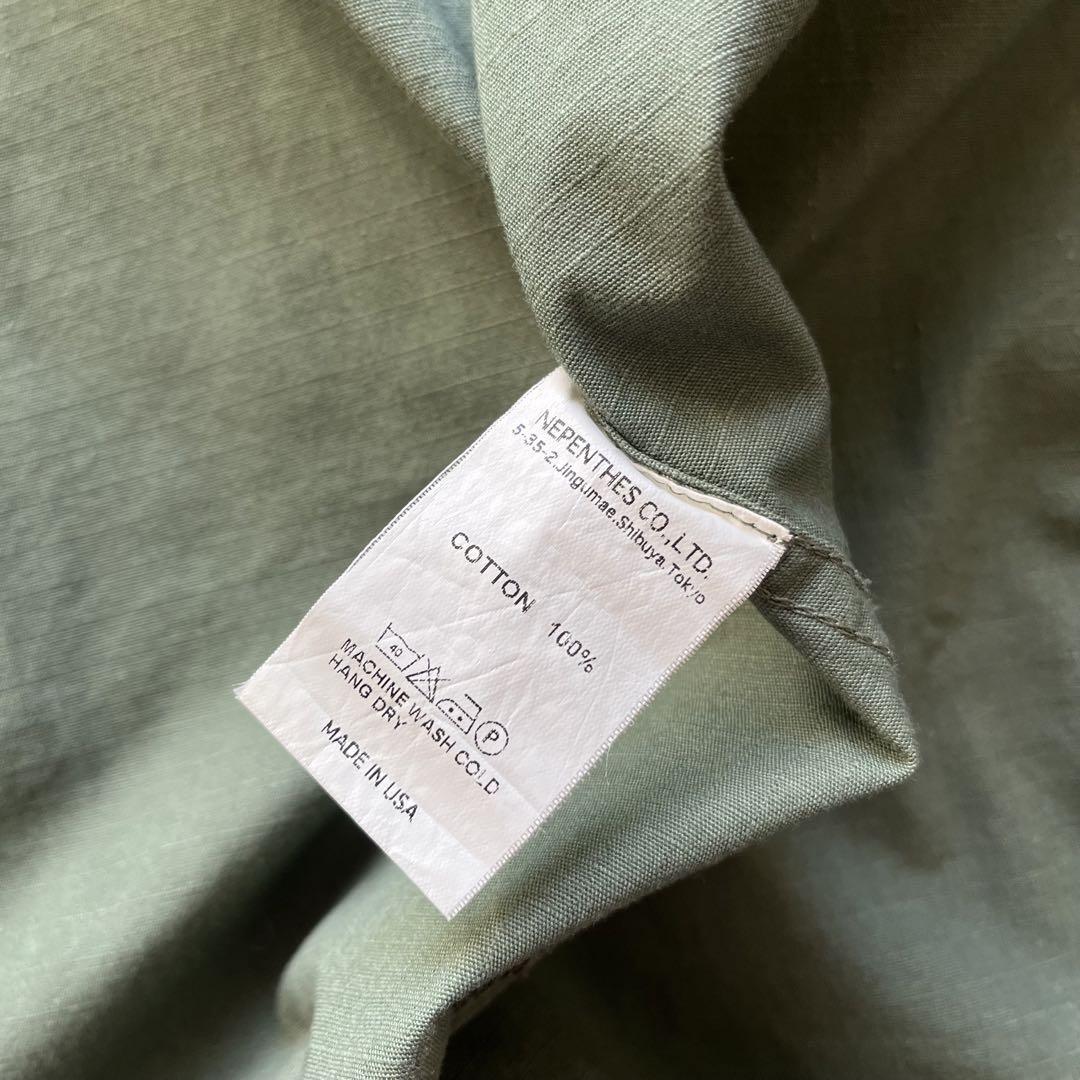 NEPENTHES CO.,LTD.
5-35-2,Jingumae,Shibuya,Tokyo
COTTON 100%
40 P
MACHINE WASH COLD
HANG DRY
MADE IN USA